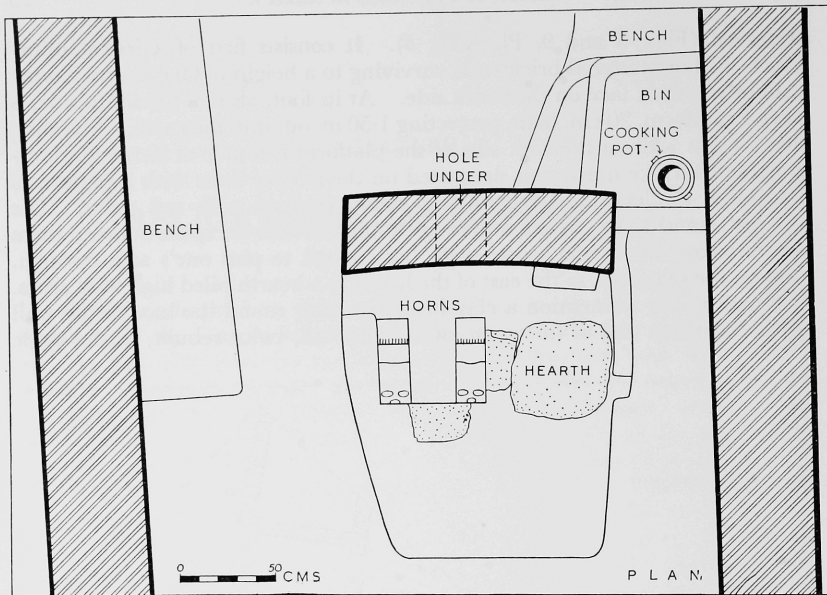 BENCH
BIN
COOKING
POT
HOLE
UNDER
BENCH
HORNS
HEARTH
0 50
CMS
PLAN